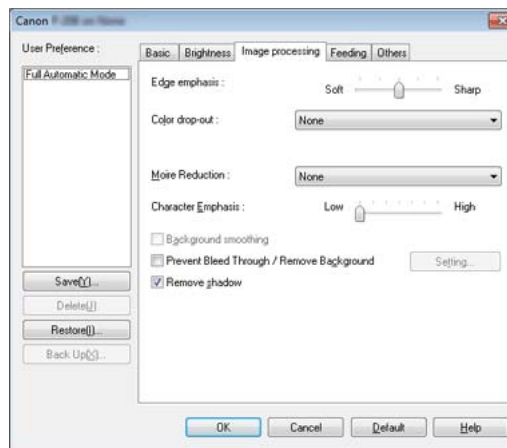 Canon
User Preference :
Full Automatic Mode
Save(Y)...
Delete(J)
Restore(I)...
Back Up(X)...
Basic Brightness Image processing Feeding Others
Edge emphasis : Soft Sharp
Color drop-out : None
Moire Reduction : None
Character Emphasis : Low High
Background smoothing
Prevent Bleed Through / Remove Background Setting...
Remove shadow
OK Cancel Default Help